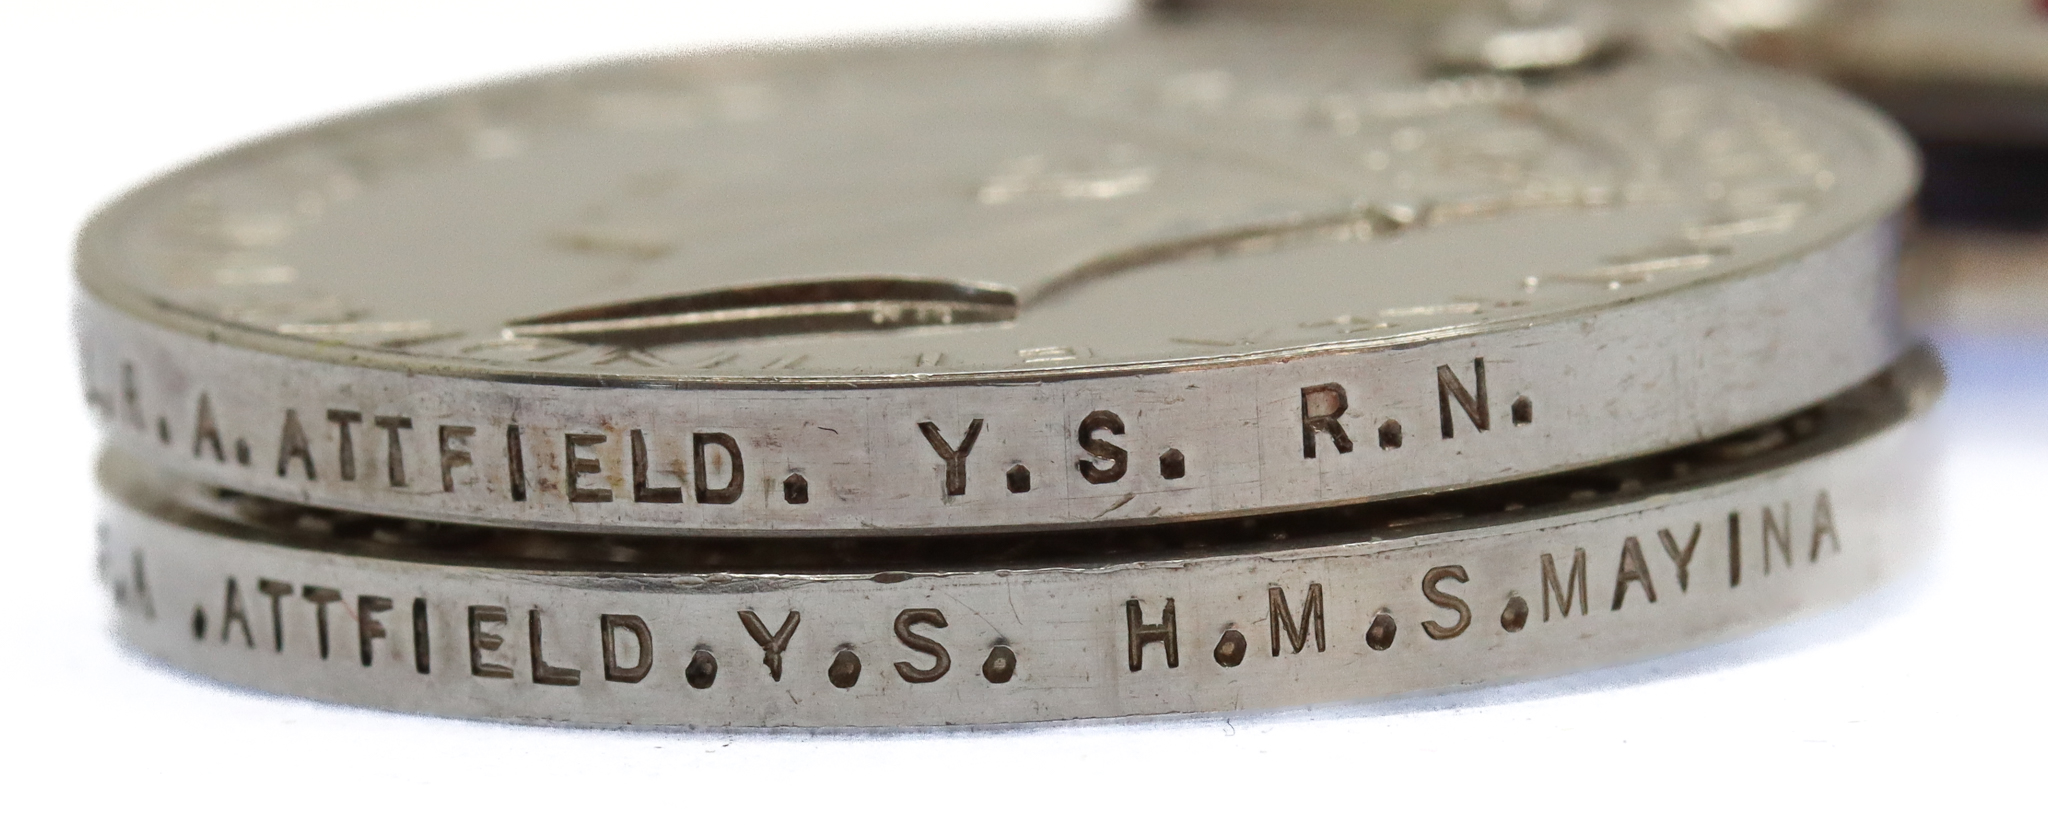 R.A.ATTFIELD. Y.S. R.N.
.ATTFIELD.Y.S. H.M.S.MAYINA